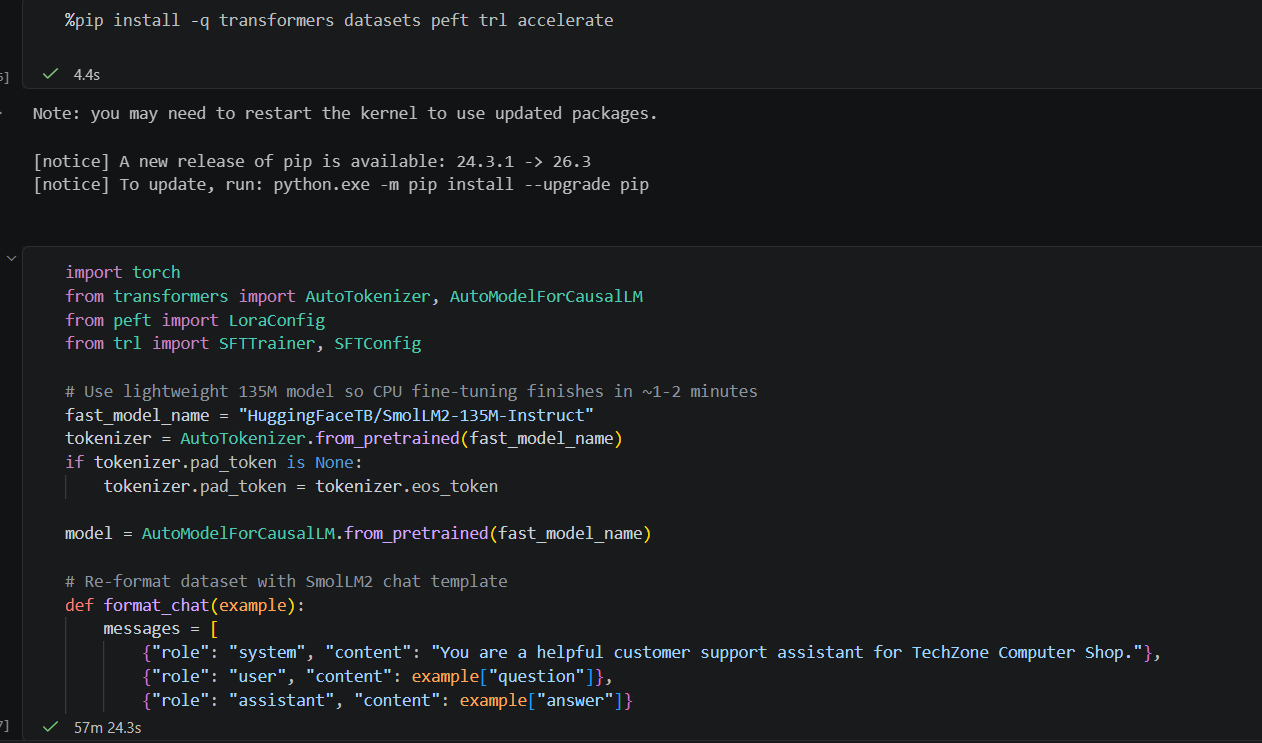 %pip install -q transformers datasets peft trl accelerate
4.4s
Note: you may need to restart the kernel to use updated packages.
[notice] A new release of pip is available: 24.3.1 -> 26.3
[notice] To update, run: python.exe -m pip install --upgrade pip
import torch
from transformers import AutoTokenizer, AutoModelForCausalLM
from peft import LoraConfig
from trl import SFTTrainer, SFTConfig
# Use lightweight 135M model so CPU fine-tuning finishes in ~1-2 minutes
fast_model_name = "HuggingFaceTB/SmolLM2-135M-Instruct"
tokenizer = AutoTokenizer.from_pretrained(fast_model_name)
if tokenizer.pad_token is None:
    tokenizer.pad_token = tokenizer.eos_token
model = AutoModelForCausalLM.from_pretrained(fast_model_name)
# Re-format dataset with SmolLM2 chat template
def format_chat(example):
    messages = [
        {"role": "system", "content": "You are a helpful customer support assistant for TechZone Computer Shop."},
        {"role": "user", "content": example["question"]},
        {"role": "assistant", "content": example["answer"]}
57m 24.3s